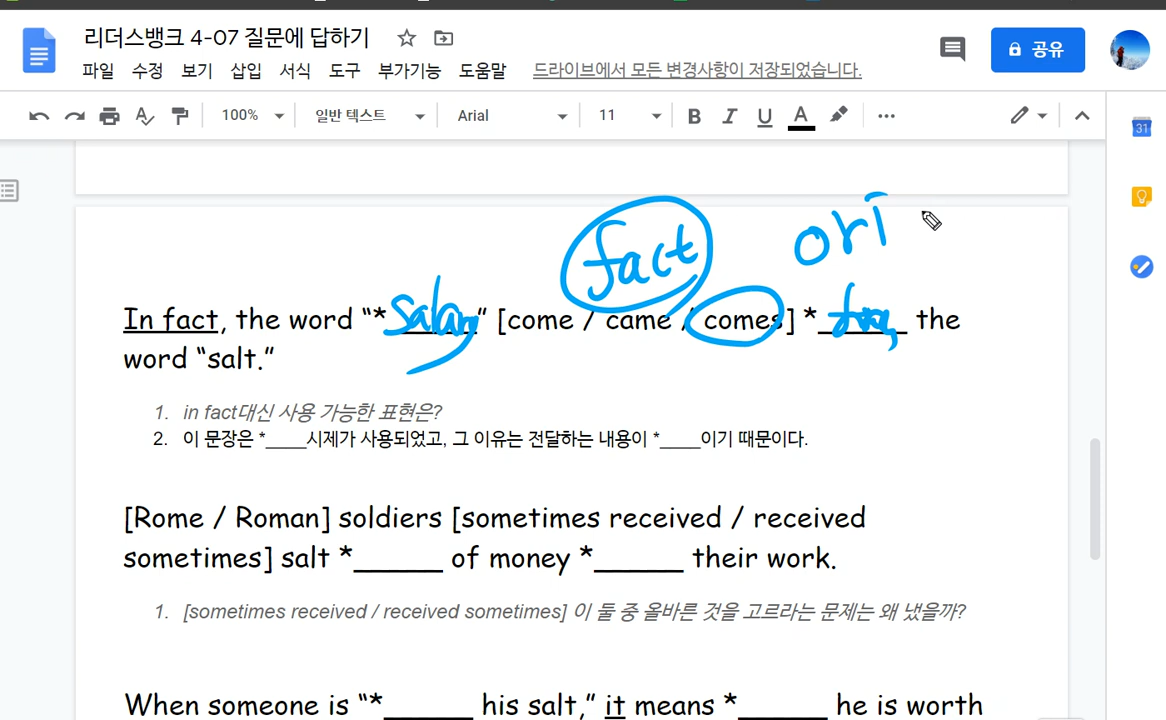 리더스뱅크 4-07 질문에 답하기
공유
파일 수정 보기 삽입 서식 도구 부가기능 도움말 드라이브에서 모든 변경사항이 저장되었습니다.
100% 일반 텍스트 Arial 11 B I U A
31
fact ori
In fact, the word “*salary” [come / came / comes] *from the
word “salt.”
1. in fact대신 사용 가능한 표현은?
2. 이 문장은 *_____시제가 사용되었고, 그 이유는 전달하는 내용이 *_____이기 때문이다.
[Rome / Roman] soldiers [sometimes received / received
sometimes] salt *______ of money *______ their work.
1. [sometimes received / received sometimes] 이 둘 중 올바른 것을 고르라는 문제는 왜 냈을까?
When someone is “*______ his salt,” it means *______ he is worth